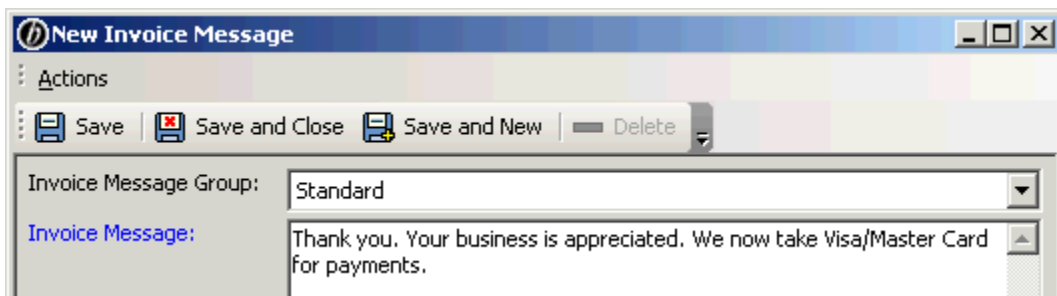 New Invoice Message
Actions
Save Save and Close Save and New Delete
Invoice Message Group: Standard
Invoice Message: Thank you. Your business is appreciated. We now take Visa/Master Card
for payments.